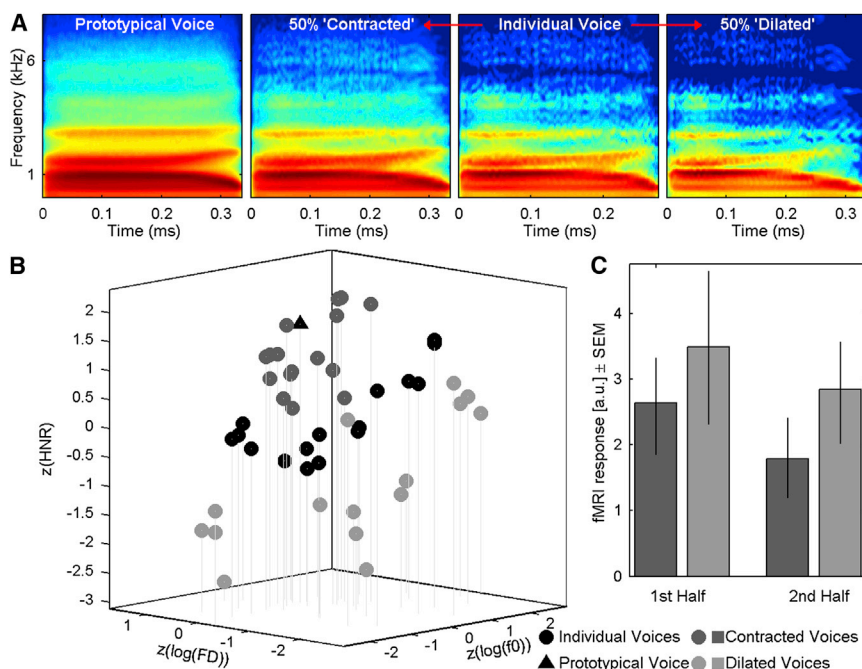 A
Prototypical Voice
50% 'Contracted'
Individual Voice
50% 'Dilated'
Frequency (kHz)
6
1
0 0.1 0.2 0.3
0 0.1 0.2 0.3
0 0.1 0.2
0 0.1 0.2 0.3
Time (ms)
Time (ms)
Time (ms)
Time (ms)
B
z(HNR)
2
1.5
1
0.5
0
-0.5
-1
-1.5
-2
-2.5
-3
1 0 -1 -2
z(log(FD))
-2 -1 0 1 2
z(log(f0))
C
fMRI response [a.u.] ± SEM
5
4
3
2
1
0
1st Half 2nd Half
Individual Voices
Contracted Voices
Prototypical Voice
Dilated Voices